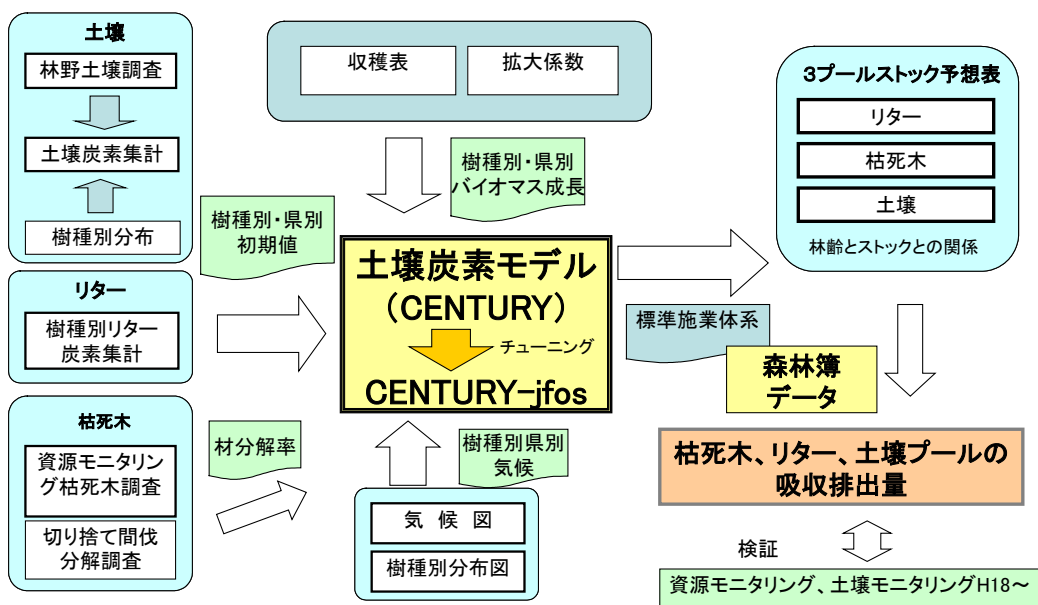 土壌
林野土壌調査
土壌炭素集計
樹種別分布
リター
樹種別リター
炭素集計
枯死木
資源モニタリン
グ枯死木調査
切り捨て間伐
分解調査
収穫表
拡大係数
樹種別・県別
バイオマス成長
樹種別・県別
初期値
土壌炭素モデル
（CENTURY）
チューニング
CENTURY-jfos
材分解率
樹種別県別
気候
気 候 図
樹種別分布図
３プールストック予想表
リター
枯死木
土壌
林齢とストックとの関係
標準施業体系
森林簿
データ
枯死木、リター、土壌プールの
吸収排出量
検証
資源モニタリング、土壌モニタリングH18～